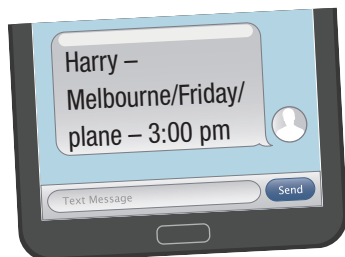 Harry –
Melbourne/Friday/
plane – 3:00 pm
Text Message
Send